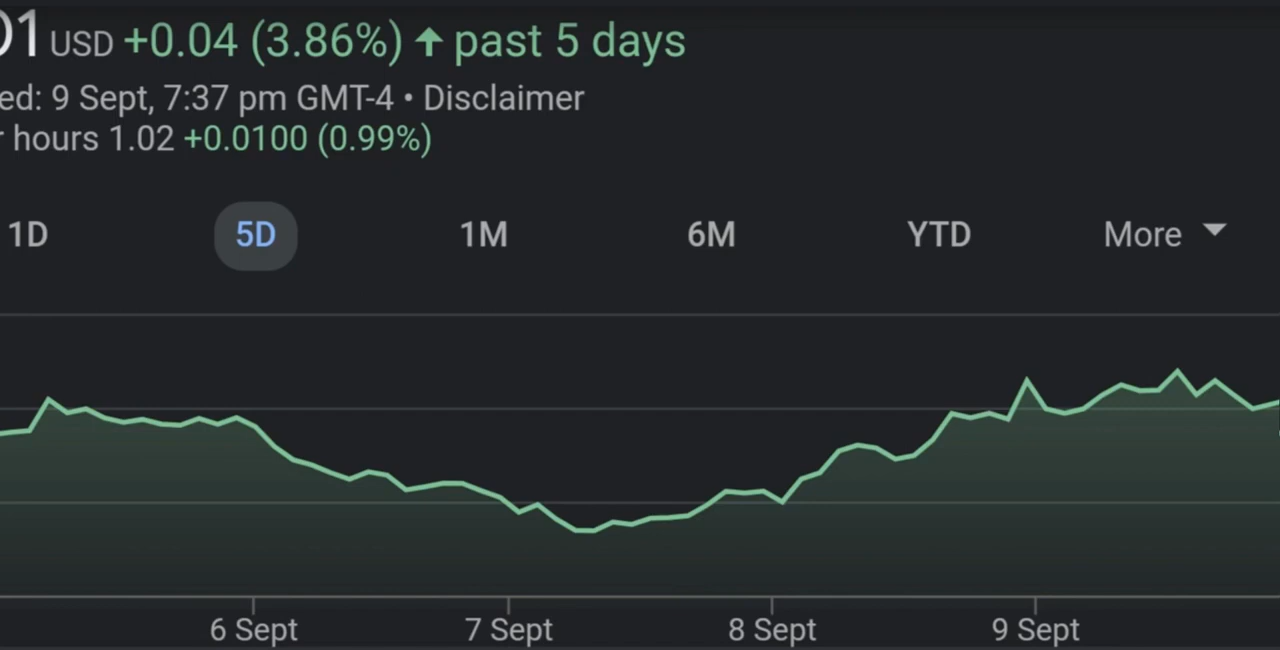 01 USD +0.04 (3.86%) ↑ past 5 days
ed: 9 Sept, 7:37 pm GMT-4 • Disclaimer
r hours 1.02 +0.0100 (0.99%)
1D 5D 1M 6M YTD More
6 Sept 7 Sept 8 Sept 9 Sept